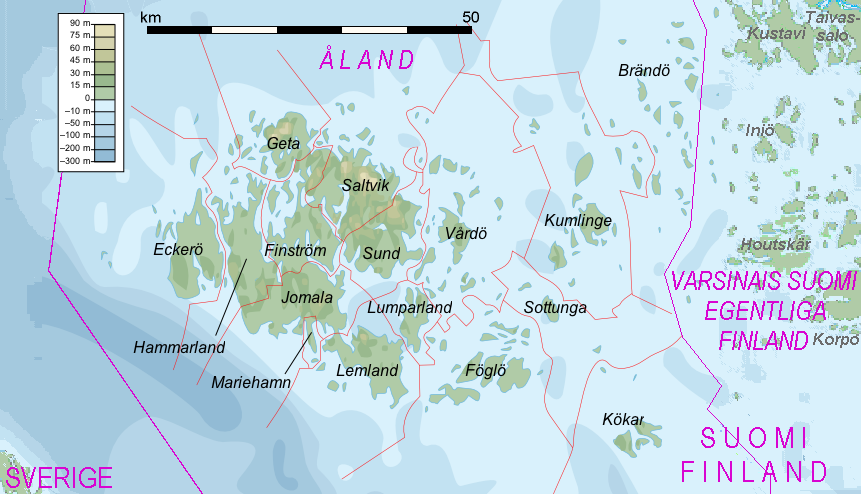 km 50
90 m
75 m
60 m
45 m
30 m
15 m
0
–10 m
–50 m
–100 m
–200 m
–300 m
ÅLAND
Taivas-
salo
Kustavi
Brändö
Iniö
Geta
Saltvik
Kumlinge
Vårdö
Eckerö
Finström
Sund
Houtskär
VARSINAIS SUOMI
EGENTLIGA
FINLAND
Jomala
Lumparland
Sottunga
Korpo
Hammarland
Mariehamn
Lemland
Föglö
Kökar
SUOMI
FINLAND
SVERIGE